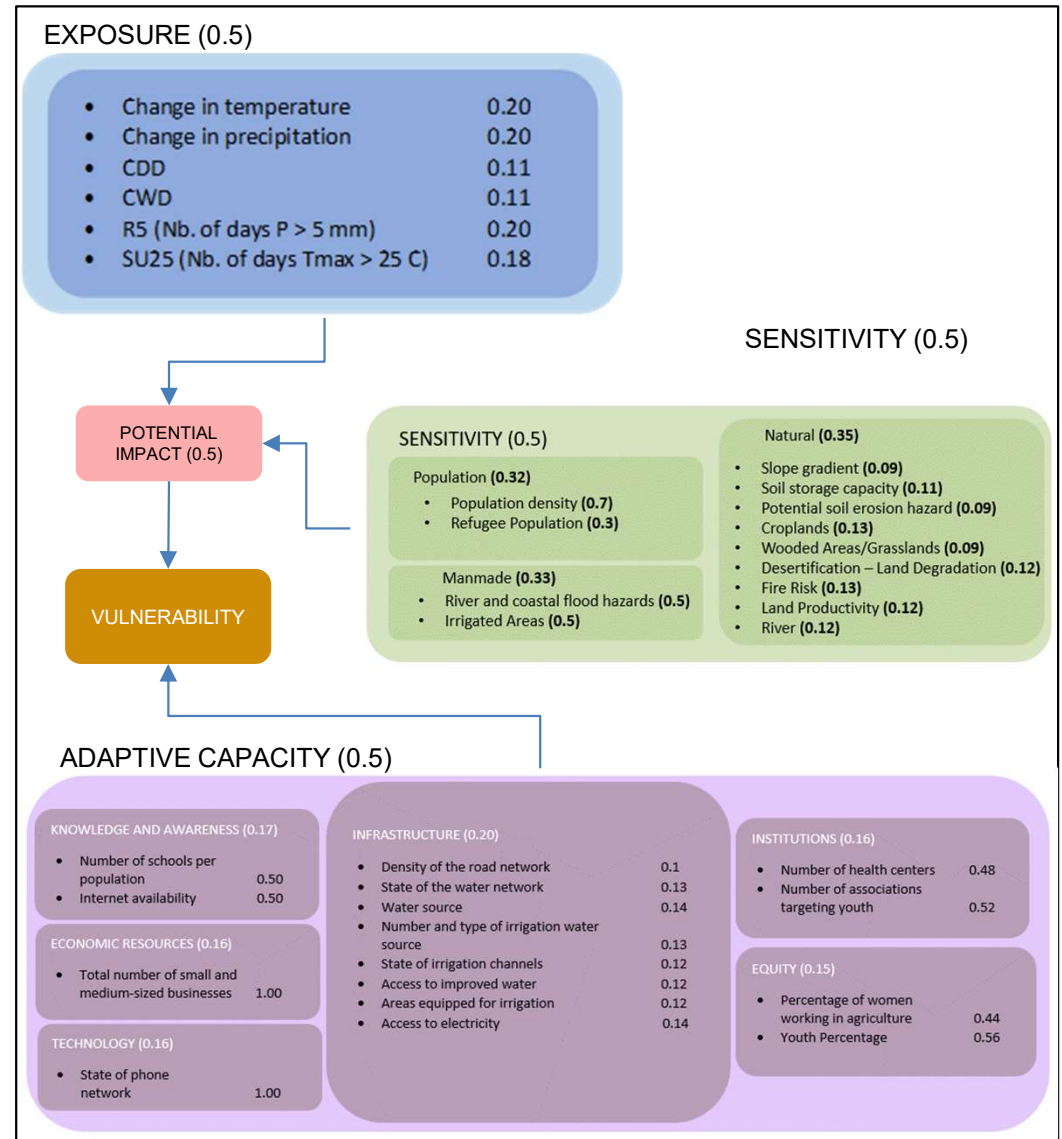 EXPOSURE (0.5)
• Change in temperature 0.20
• Change in precipitation 0.20
• CDD 0.11
• CWD 0.11
• R5 (Nb. of days P > 5 mm) 0.20
• SU25 (Nb. of days Tmax > 25 C) 0.18
SENSITIVITY (0.5)
POTENTIAL
IMPACT (0.5)
VULNERABILITY
SENSITIVITY (0.5)
Population (0.32)
• Population density (0.7)
• Refugee Population (0.3)
Manmade (0.33)
• River and coastal flood hazards (0.5)
• Irrigated Areas (0.5)
Natural (0.35)
• Slope gradient (0.09)
• Soil storage capacity (0.11)
• Potential soil erosion hazard (0.09)
• Croplands (0.13)
• Wooded Areas/Grasslands (0.09)
• Desertification – Land Degradation (0.12)
• Fire Risk (0.13)
• Land Productivity (0.12)
• River (0.12)
ADAPTIVE CAPACITY (0.5)
KNOWLEDGE AND AWARENESS (0.17)
• Number of schools per
population 0.50
• Internet availability 0.50
ECONOMIC RESOURCES (0.16)
• Total number of small and
medium-sized businesses 1.00
TECHNOLOGY (0.16)
• State of phone
network 1.00
INFRASTRUCTURE (0.20)
• Density of the road network 0.1
• State of the water network 0.13
• Water source 0.14
• Number and type of irrigation water
source 0.13
• State of irrigation channels 0.12
• Access to improved water 0.12
• Areas equipped for irrigation 0.12
• Access to electricity 0.14
INSTITUTIONS (0.16)
• Number of health centers 0.48
• Number of associations
targeting youth 0.52
EQUITY (0.15)
• Percentage of women
working in agriculture 0.44
• Youth Percentage 0.56